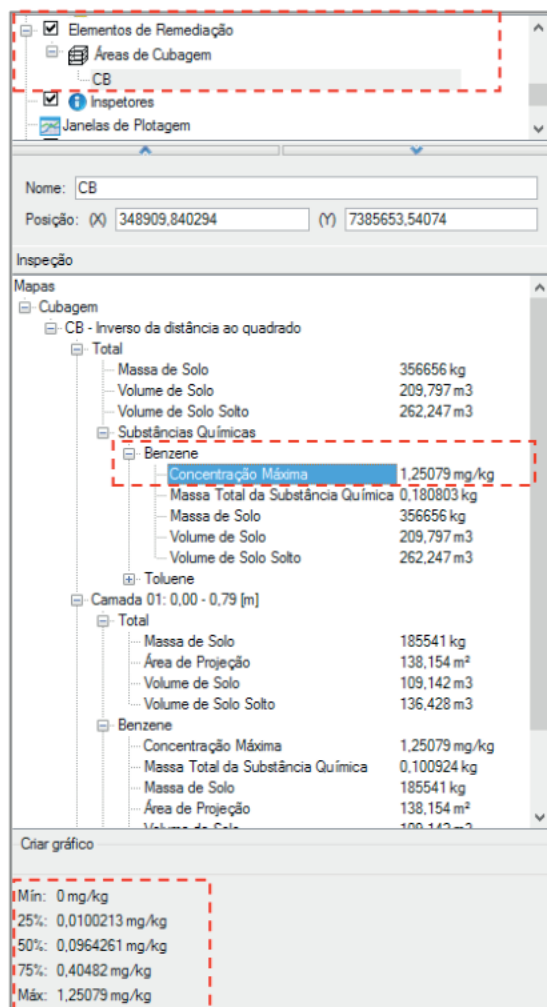 Elementos de Remediação
Áreas de Cubagem
CB
Inspetores
Janelas de Plotagem
Nome: CB
Posição: (X) 348909,840294 (Y) 7385653,54074
Inspeção
Mapas
Cubagem
CB - Inverso da distância ao quadrado
Total
Massa de Solo 356656 kg
Volume de Solo 209,797 m3
Volume de Solo Solto 262,247 m3
Substâncias Químicas
Benzene
Concentração Máxima 1,25079 mg/kg
Massa Total da Substância Química 0,180803 kg
Massa de Solo 356656 kg
Volume de Solo 209,797 m3
Volume de Solo Solto 262,247 m3
Toluene
Camada 01: 0,00 - 0,79 [m]
Total
Massa de Solo 185541 kg
Área de Projeção 138,154 m²
Volume de Solo 109,142 m3
Volume de Solo Solto 136,428 m3
Benzene
Concentração Máxima 1,25079 mg/kg
Massa Total da Substância Química 0,100924 kg
Massa de Solo 185541 kg
Área de Projeção 138,154 m²
Volume de Solo 109,142 m3
Criar gráfico
Mín: 0 mg/kg
25%: 0,0100213 mg/kg
50%: 0,0964261 mg/kg
75%: 0,40482 mg/kg
Máx: 1,25079 mg/kg